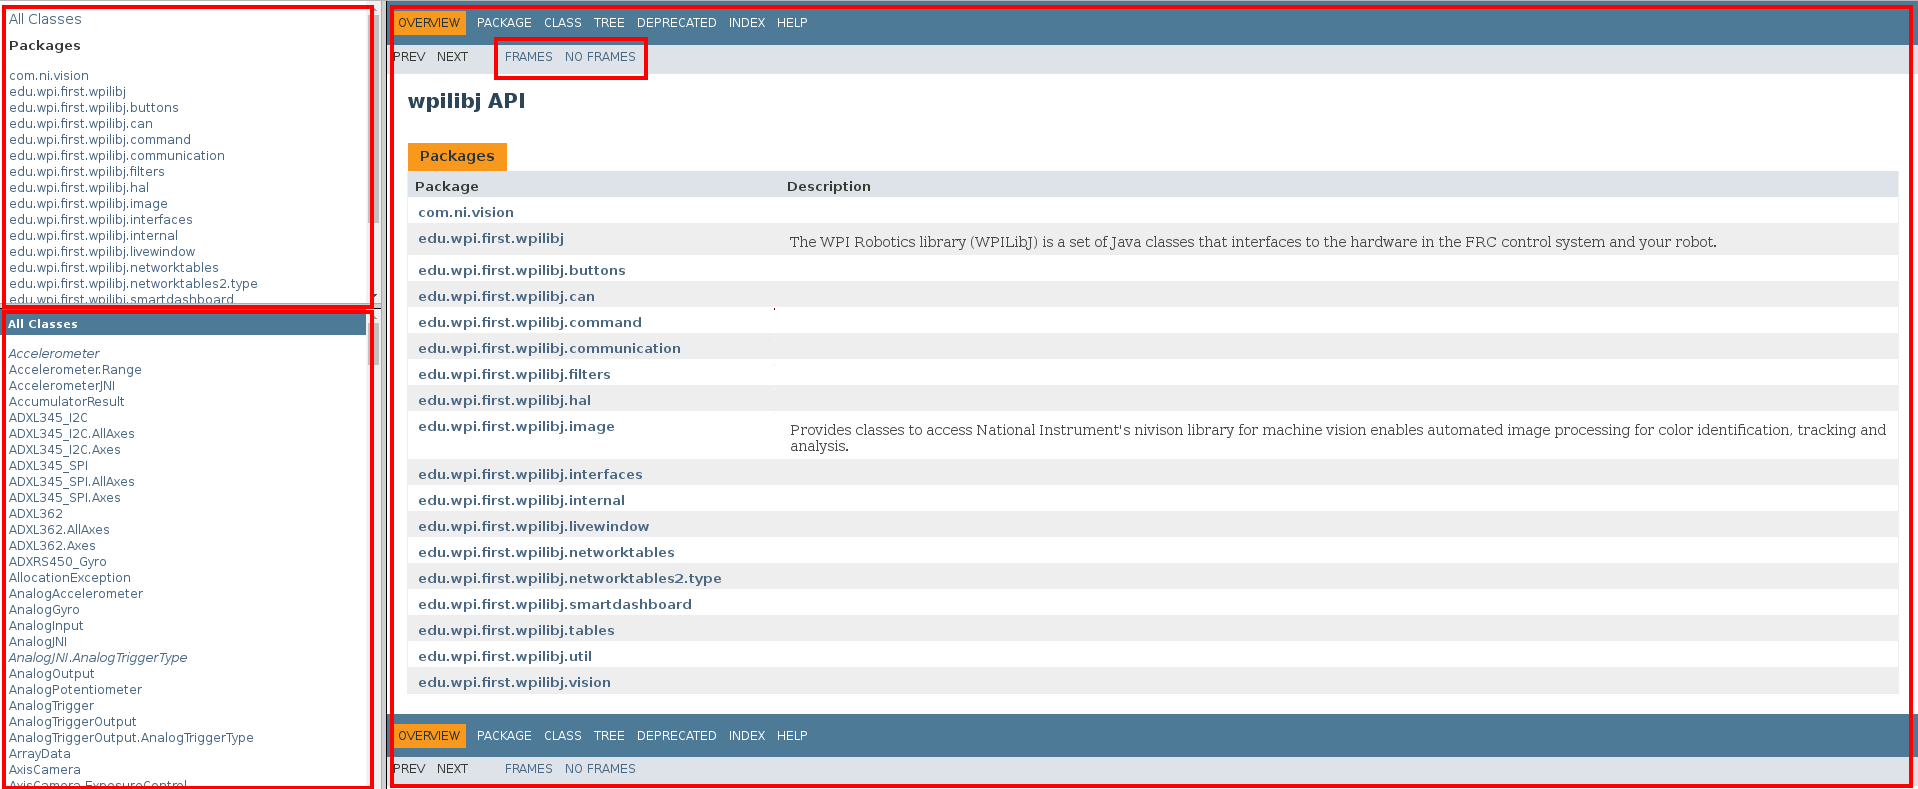 All Classes
Packages
com.ni.vision
edu.wpi.first.wpilibj
edu.wpi.first.wpilibj.buttons
edu.wpi.first.wpilibj.can
edu.wpi.first.wpilibj.command
edu.wpi.first.wpilibj.communication
edu.wpi.first.wpilibj.filters
edu.wpi.first.wpilibj.hal
edu.wpi.first.wpilibj.image
edu.wpi.first.wpilibj.interfaces
edu.wpi.first.wpilibj.internal
edu.wpi.first.wpilibj.livewindow
edu.wpi.first.wpilibj.networktables
edu.wpi.first.wpilibj.networktables2.type
edu.wpi.first.wpilibj.smartdashboard
All Classes
Accelerometer
Accelerometer.Range
AccelerometerJNI
AccumulatorResult
ADXL345_I2C
ADXL345_I2C.AllAxes
ADXL345_I2C.Axes
ADXL345_SPI
ADXL345_SPI.AllAxes
ADXL345_SPI.Axes
ADXL362
ADXL362.AllAxes
ADXL362.Axes
ADXRS450_Gyro
AllocationException
AnalogAccelerometer
AnalogGyro
AnalogInput
AnalogJNI
AnalogJNI.AnalogTriggerType
AnalogOutput
AnalogPotentiometer
AnalogTrigger
AnalogTriggerOutput
AnalogTriggerOutput.AnalogTriggerType
ArrayData
AxisCamera
AxisCamera.ExposureControl
OVERVIEW PACKAGE CLASS TREE DEPRECATED INDEX HELP
PREV NEXT FRAMES NO FRAMES
wpilibj API
Packages
Package Description
com.ni.vision
edu.wpi.first.wpilibj The WPI Robotics library (WPILibJ) is a set of Java classes that interfaces to the hardware in the FRC control system and your robot.
edu.wpi.first.wpilibj.buttons
edu.wpi.first.wpilibj.can
edu.wpi.first.wpilibj.command
edu.wpi.first.wpilibj.communication
edu.wpi.first.wpilibj.filters
edu.wpi.first.wpilibj.hal
edu.wpi.first.wpilibj.image Provides classes to access National Instrument's nivison library for machine vision enables automated image processing for color identification, tracking and
analysis.
edu.wpi.first.wpilibj.interfaces
edu.wpi.first.wpilibj.internal
edu.wpi.first.wpilibj.livewindow
edu.wpi.first.wpilibj.networktables
edu.wpi.first.wpilibj.networktables2.type
edu.wpi.first.wpilibj.smartdashboard
edu.wpi.first.wpilibj.tables
edu.wpi.first.wpilibj.util
edu.wpi.first.wpilibj.vision
OVERVIEW PACKAGE CLASS TREE DEPRECATED INDEX HELP
PREV NEXT FRAMES NO FRAMES